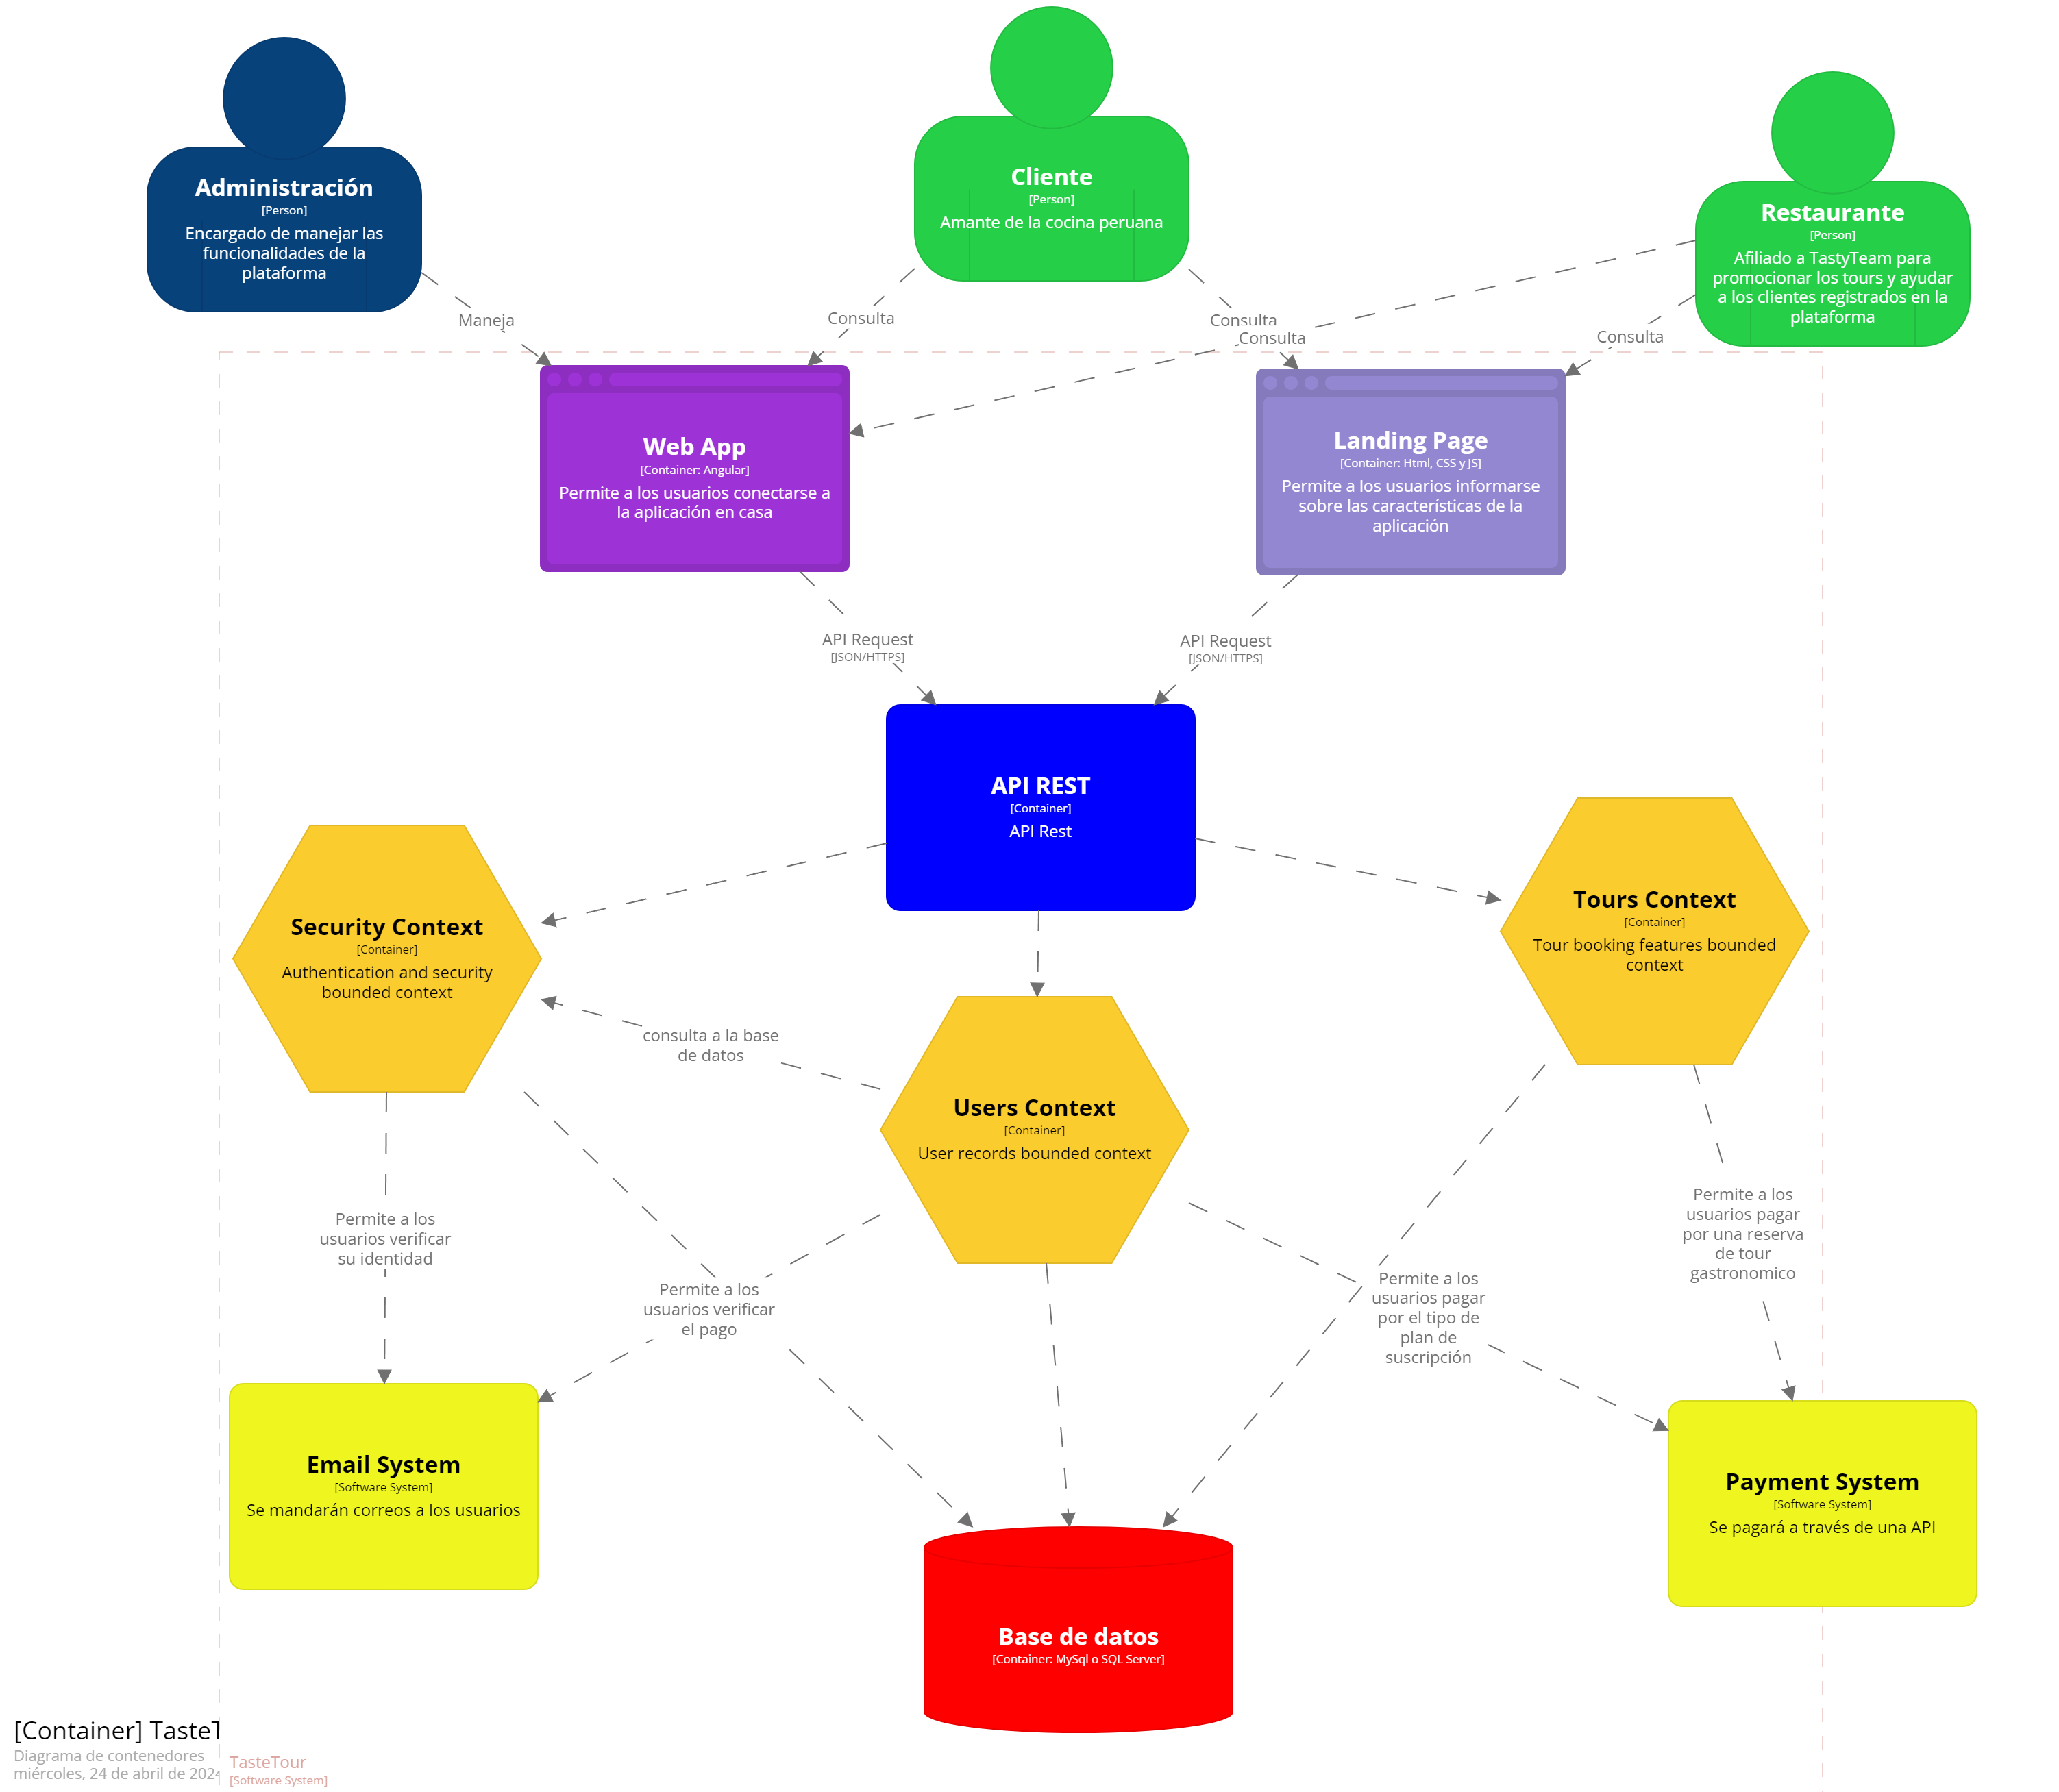 Administración
[Person]
Encargado de manejar las
funcionalidades de la
plataforma
Cliente
[Person]
Amante de la cocina peruana
Restaurante
[Person]
Afiliado a TastyTeam para
promocionar los tours y ayudar
a los clientes registrados en la
plataforma
Maneja
Consulta
Consulta
Consulta
Consulta
Web App
[Container: Angular]
Permite a los usuarios conectarse a
la aplicación en casa
Landing Page
[Container: Html, CSS y JS]
Permite a los usuarios informarse
sobre las características de la
aplicación
API Request
[JSON/HTTPS]
API Request
[JSON/HTTPS]
API REST
[Container]
API Rest
Security Context
[Container]
Authentication and security
bounded context
Tours Context
[Container]
Tour booking features bounded
context
consulta a la base
de datos
Users Context
[Container]
User records bounded context
Permite a los
usuarios verificar
su identidad
Permite a los
usuarios verificar
el pago
Permite a los
usuarios pagar
por el tipo de
plan de
suscripción
Permite a los
usuarios pagar
por una reserva
de tour
gastronomico
Email System
[Software System]
Se mandarán correos a los usuarios
Payment System
[Software System]
Se pagará a través de una API
Base de datos
[Container: MySql o SQL Server]
[Container] TasteT
Diagrama de contenedores
miércoles, 24 de abril de 2024
TasteTour
[Software System]